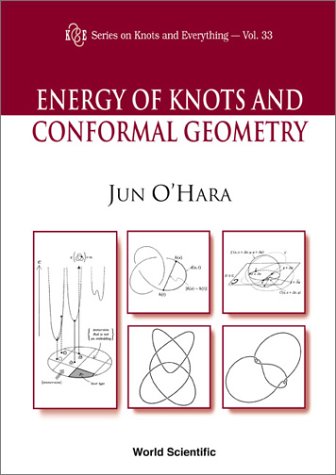 K&E Series on Knots and Everything — Vol. 33
ENERGY OF KNOTS AND
CONFORMAL GEOMETRY
JUN O'HARA
World Scientific